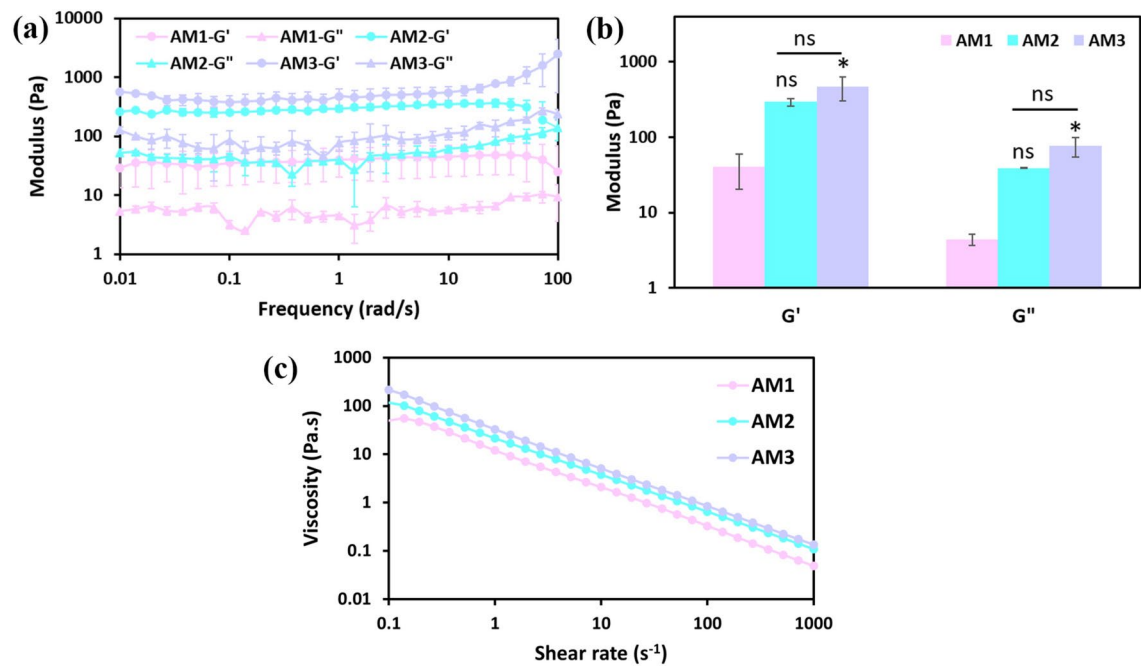 (a)
AM1-G' AM1-G" AM2-G'
AM2-G" AM3-G' AM3-G"
Modulus (Pa)
10000
1000
100
10
1
0.01 0.1 1 10 100
Frequency (rad/s)
(b)
AM1 AM2 AM3
Modulus (Pa)
1000
100
10
1
ns
ns
*
ns
ns
*
G' G"
(c)
AM1
AM2
AM3
Viscosity (Pa.s)
1000
100
10
1
0.1
0.01
0.1 1 10 100 1000
Shear rate (s⁻¹)